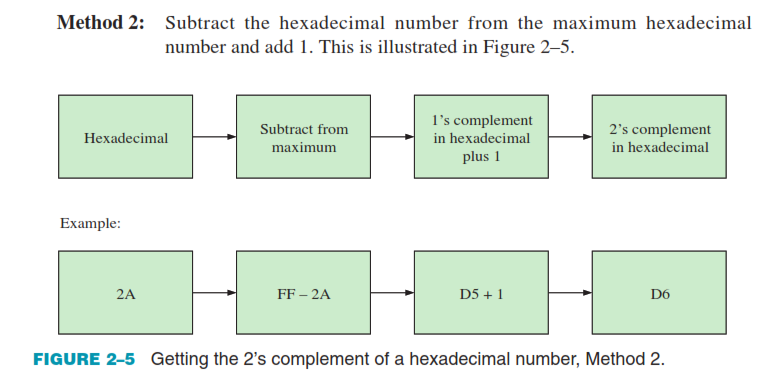 Method 2: Subtract the hexadecimal number from the maximum hexadecimal
number and add 1. This is illustrated in Figure 2–5.
Hexadecimal
Subtract from
maximum
1’s complement
in hexadecimal
plus 1
2’s complement
in hexadecimal
Example:
2A
FF – 2A
D5 + 1
D6
FIGURE 2–5 Getting the 2’s complement of a hexadecimal number, Method 2.